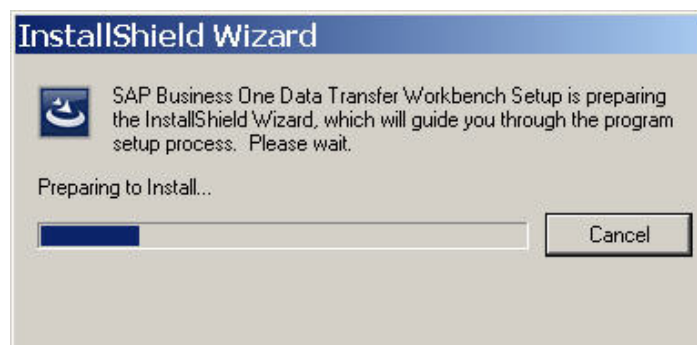 InstallShield Wizard
SAP Business One Data Transfer Workbench Setup is preparing
the InstallShield Wizard, which will guide you through the program
setup process.  Please wait.
Preparing to Install...
Cancel